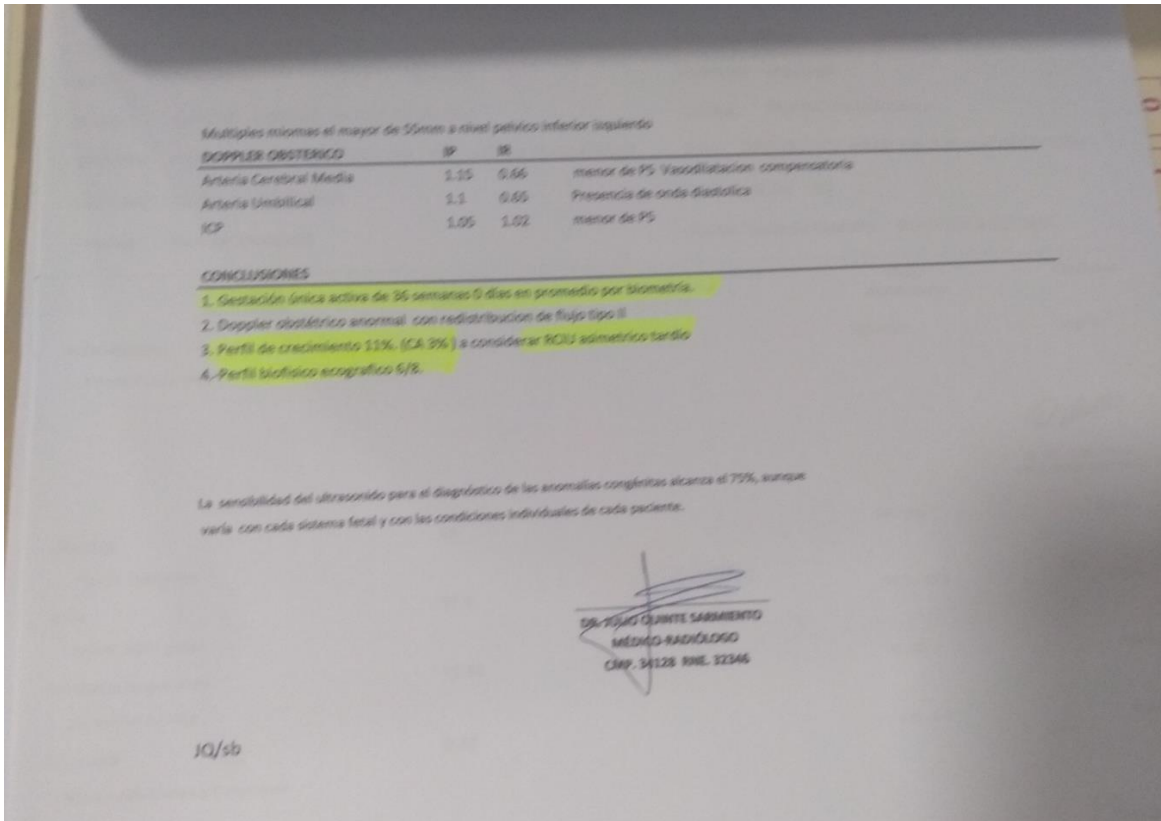 Multiples miomas el mayor de 56mm a nivel pelvico inferior izquierdo
DOPPLER OBSTERICO IP IR
Arteria Cerebral Media 1.15 0.66 menor de P5 Vasodilatacion compensatoria
Arteria Umbilical 1.1 0.65 Presencia de onda diastolica
ICP 1.05 1.02 menor de P5
CONCLUSIONES
1. Gestación única activa de 36 semanas 0 días en promedio por biometría.
2. Doppler obstétrico anormal con redistribucion de flujo tipo II
3. Perfil de crecimiento 11%. (CA 3% ) a considerar RCIU asimetrico tardío
4. Perfil biofisico ecografico 6/8.
La sensibilidad del ultrasonido para el diagnóstico de las anomalías congénitas alcanza el 75%, aunque
varía con cada sistema fetal y con las condiciones individuales de cada paciente.
DR. JULIO QUINTE SARMIENTO
MÉDICO-RADIÓLOGO
CMP. 34128 RNE. 32346
JQ/sb